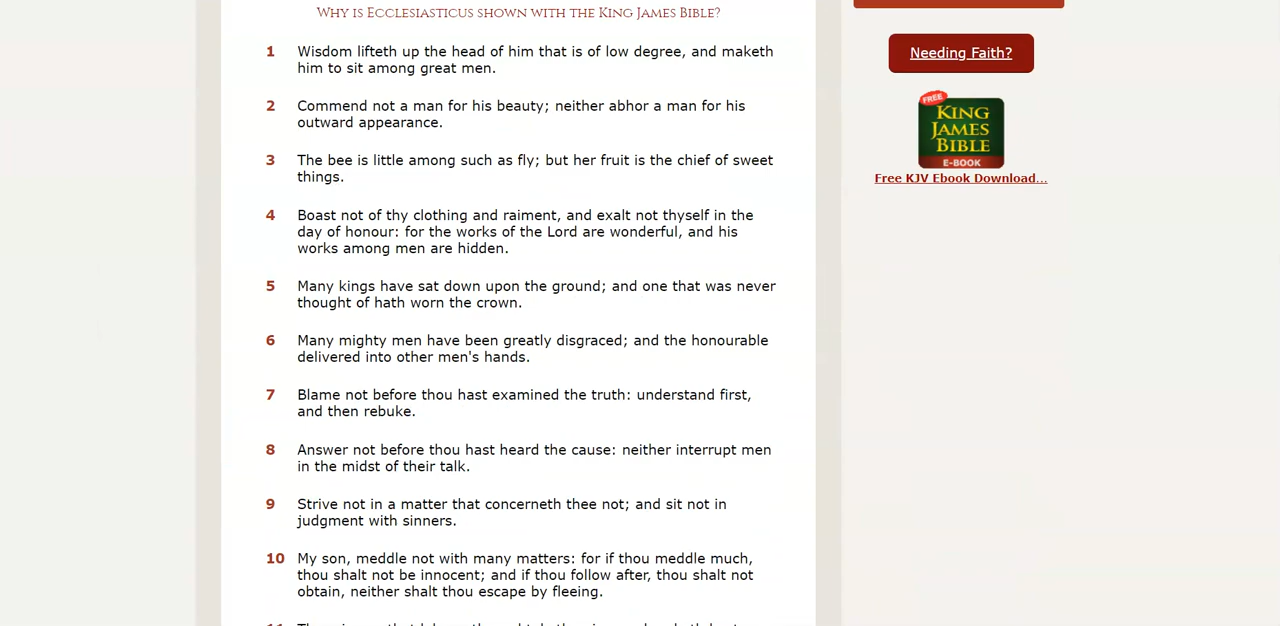 Why is Ecclesiasticus shown with the King James Bible?
1 Wisdom lifteth up the head of him that is of low degree, and maketh
him to sit among great men.
2 Commend not a man for his beauty; neither abhor a man for his
outward appearance.
3 The bee is little among such as fly; but her fruit is the chief of sweet
things.
4 Boast not of thy clothing and raiment, and exalt not thyself in the
day of honour: for the works of the Lord are wonderful, and his
works among men are hidden.
5 Many kings have sat down upon the ground; and one that was never
thought of hath worn the crown.
6 Many mighty men have been greatly disgraced; and the honourable
delivered into other men's hands.
7 Blame not before thou hast examined the truth: understand first,
and then rebuke.
8 Answer not before thou hast heard the cause: neither interrupt men
in the midst of their talk.
9 Strive not in a matter that concerneth thee not; and sit not in
judgment with sinners.
10 My son, meddle not with many matters: for if thou meddle much,
thou shalt not be innocent; and if thou follow after, thou shalt not
obtain, neither shalt thou escape by fleeing.
Needing Faith?
FREE
KING
JAMES
BIBLE
E-BOOK
Free KJV Ebook Download...